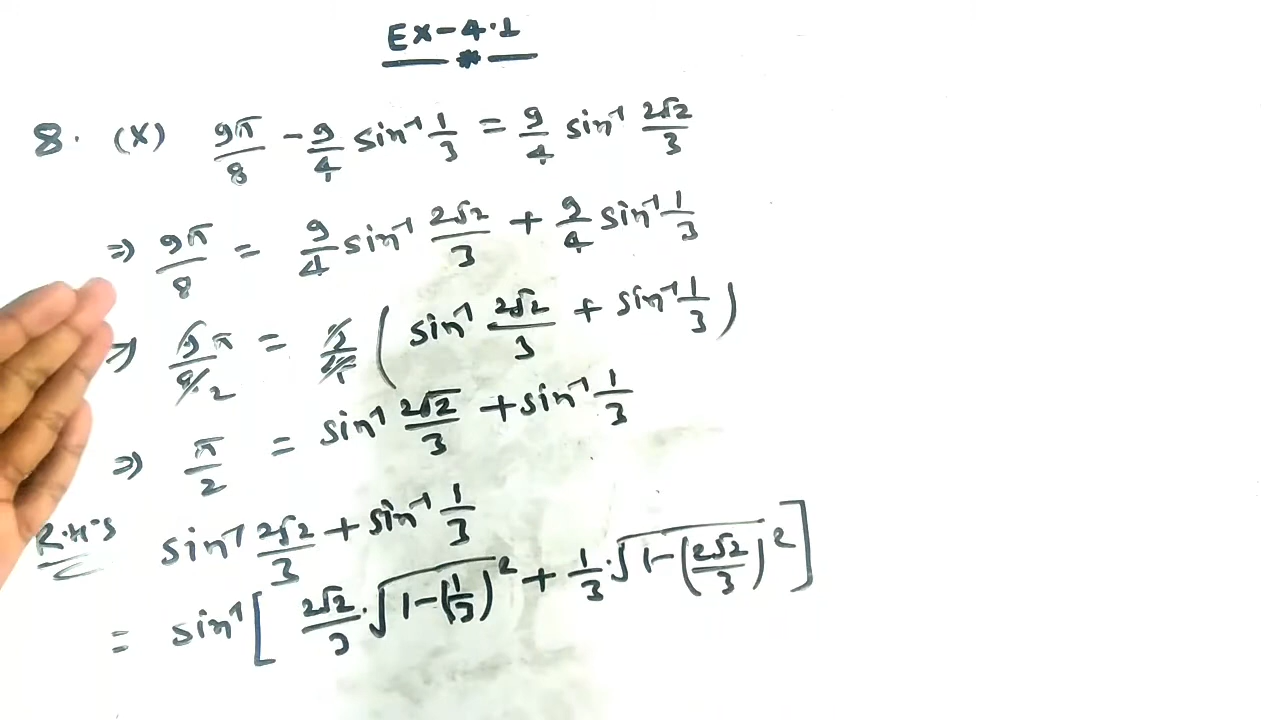 Ex-4.1
8. (x) 9π/8 - 9/4 sin⁻¹ 1/3 = 9/4 sin⁻¹ 2√2/3
⇒ 9π/8 = 9/4 sin⁻¹ 2√2/3 + 9/4 sin⁻¹ 1/3
⇒ 9π/8 2 = 9/4 1 ( sin⁻¹ 2√2/3 + sin⁻¹ 1/3 )
⇒ π/2 = sin⁻¹ 2√2/3 + sin⁻¹ 1/3
R.H.S sin⁻¹ 2√2/3 + sin⁻¹ 1/3
= sin⁻¹ [ 2√2/3 . √(1-(1/3)²) + 1/3 . √(1-(2√2/3)²) ]